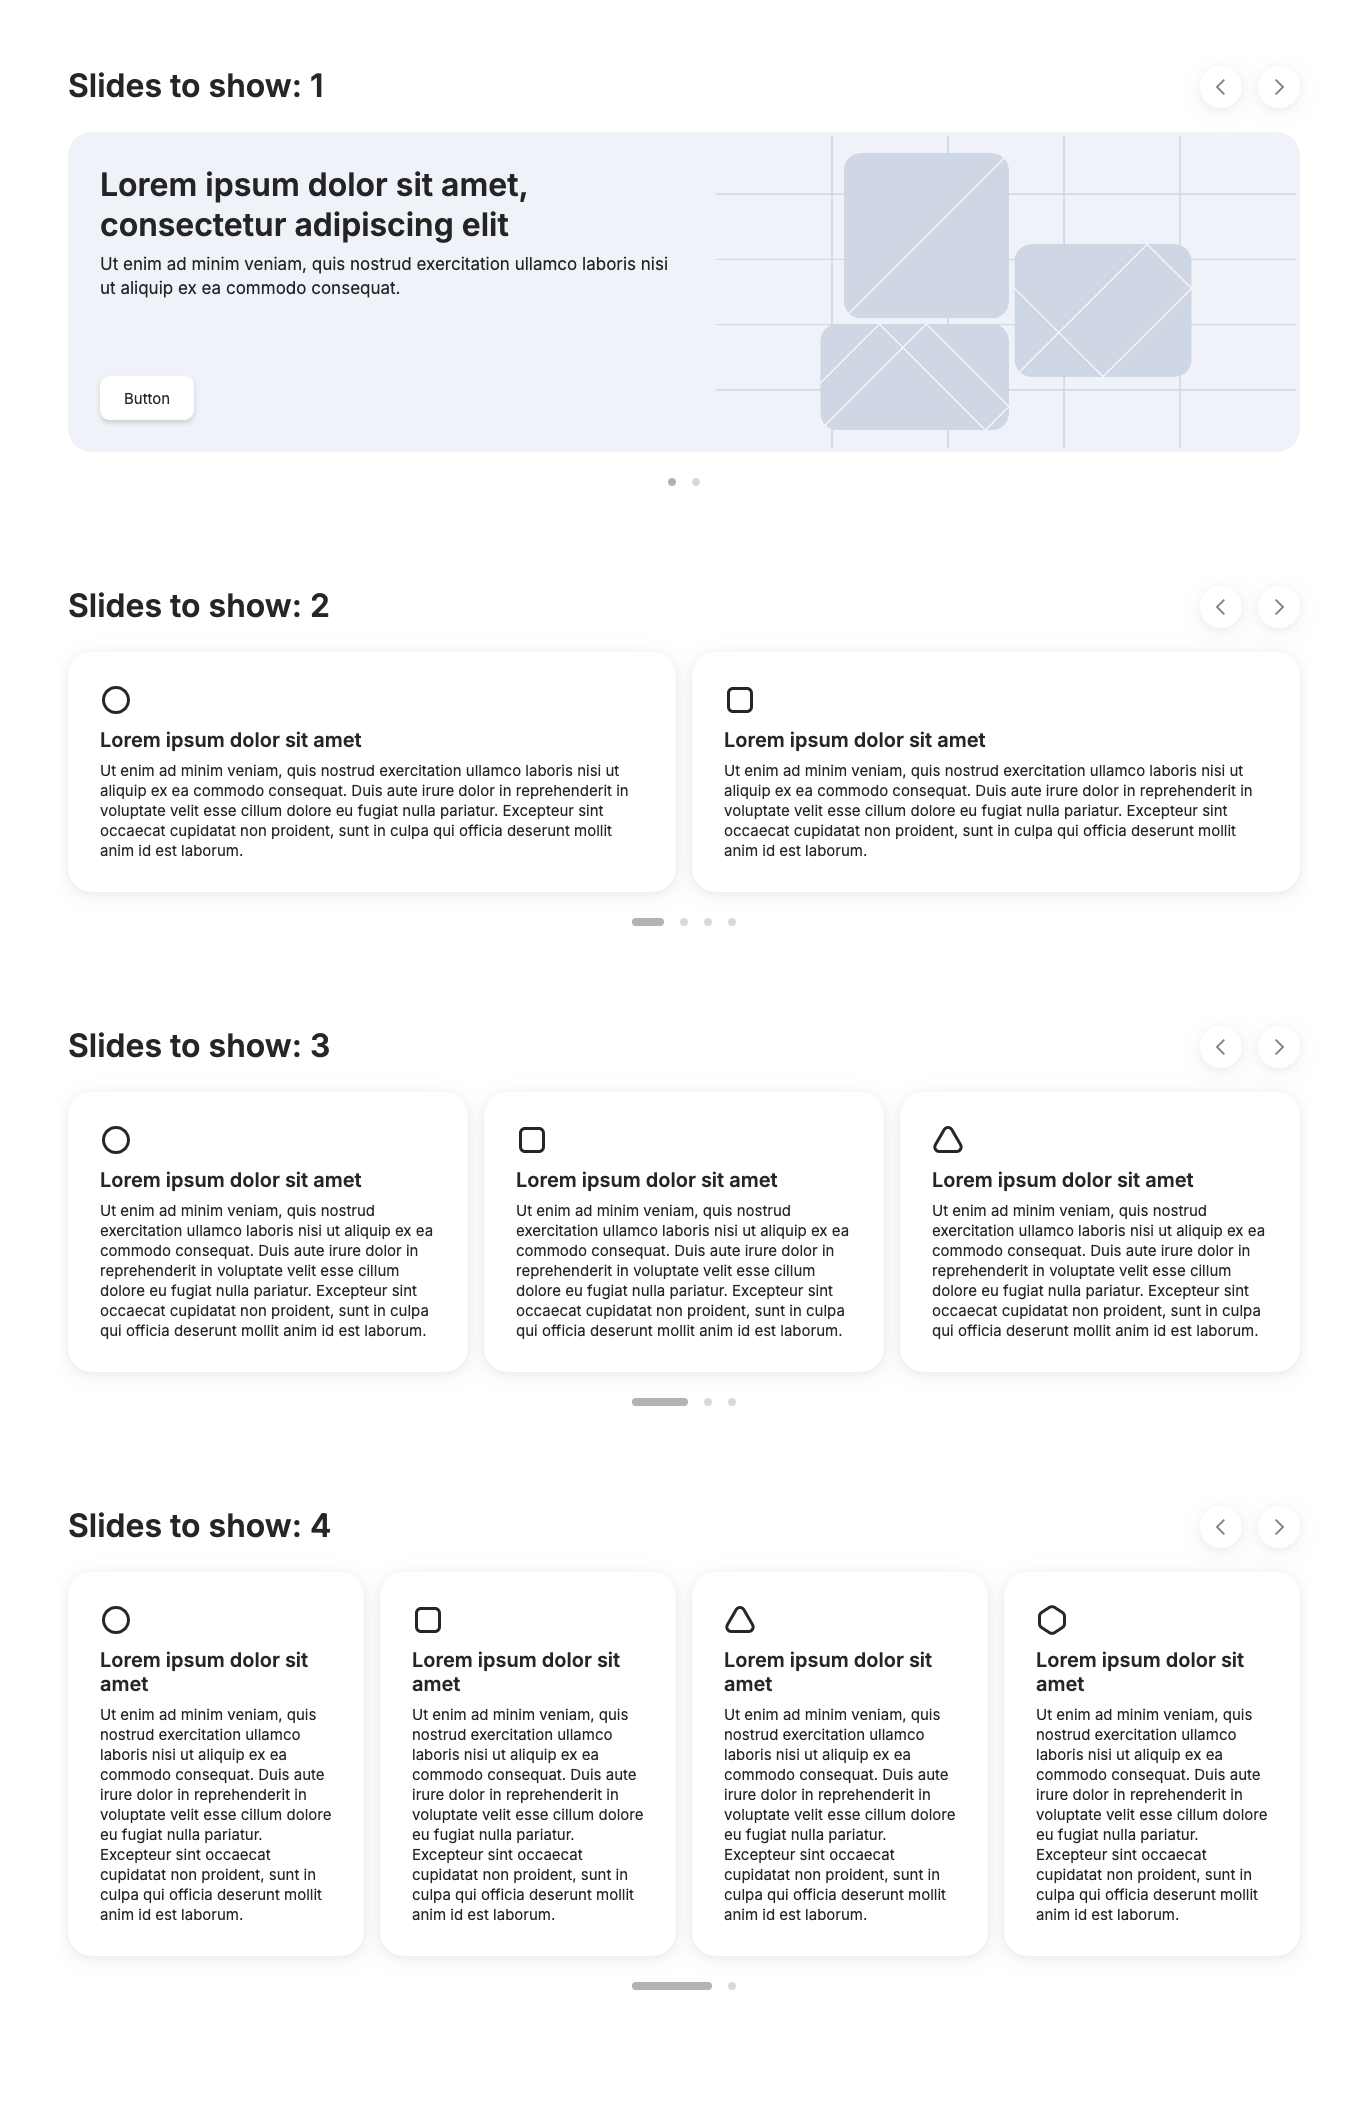 Slides to show: 1
Lorem ipsum dolor sit amet,
consectetur adipiscing elit
Ut enim ad minim veniam, quis nostrud exercitation ullamco laboris nisi
ut aliquip ex ea commodo consequat.
Button
Slides to show: 2
Lorem ipsum dolor sit amet
Ut enim ad minim veniam, quis nostrud exercitation ullamco laboris nisi ut
aliquip ex ea commodo consequat. Duis aute irure dolor in reprehenderit in
voluptate velit esse cillum dolore eu fugiat nulla pariatur. Excepteur sint
occaecat cupidatat non proident, sunt in culpa qui officia deserunt mollit
anim id est laborum.
Lorem ipsum dolor sit amet
Ut enim ad minim veniam, quis nostrud exercitation ullamco laboris nisi ut
aliquip ex ea commodo consequat. Duis aute irure dolor in reprehenderit in
voluptate velit esse cillum dolore eu fugiat nulla pariatur. Excepteur sint
occaecat cupidatat non proident, sunt in culpa qui officia deserunt mollit
anim id est laborum.
Slides to show: 3
Lorem ipsum dolor sit amet
Ut enim ad minim veniam, quis nostrud
exercitation ullamco laboris nisi ut aliquip ex ea
commodo consequat. Duis aute irure dolor in
reprehenderit in voluptate velit esse cillum
dolore eu fugiat nulla pariatur. Excepteur sint
occaecat cupidatat non proident, sunt in culpa
qui officia deserunt mollit anim id est laborum.
Lorem ipsum dolor sit amet
Ut enim ad minim veniam, quis nostrud
exercitation ullamco laboris nisi ut aliquip ex ea
commodo consequat. Duis aute irure dolor in
reprehenderit in voluptate velit esse cillum
dolore eu fugiat nulla pariatur. Excepteur sint
occaecat cupidatat non proident, sunt in culpa
qui officia deserunt mollit anim id est laborum.
Lorem ipsum dolor sit amet
Ut enim ad minim veniam, quis nostrud
exercitation ullamco laboris nisi ut aliquip ex ea
commodo consequat. Duis aute irure dolor in
reprehenderit in voluptate velit esse cillum
dolore eu fugiat nulla pariatur. Excepteur sint
occaecat cupidatat non proident, sunt in culpa
qui officia deserunt mollit anim id est laborum.
Slides to show: 4
Lorem ipsum dolor sit
amet
Ut enim ad minim veniam, quis
nostrud exercitation ullamco
laboris nisi ut aliquip ex ea
commodo consequat. Duis aute
irure dolor in reprehenderit in
voluptate velit esse cillum dolore
eu fugiat nulla pariatur.
Excepteur sint occaecat
cupidatat non proident, sunt in
culpa qui officia deserunt mollit
anim id est laborum.
Lorem ipsum dolor sit
amet
Ut enim ad minim veniam, quis
nostrud exercitation ullamco
laboris nisi ut aliquip ex ea
commodo consequat. Duis aute
irure dolor in reprehenderit in
voluptate velit esse cillum dolore
eu fugiat nulla pariatur.
Excepteur sint occaecat
cupidatat non proident, sunt in
culpa qui officia deserunt mollit
anim id est laborum.
Lorem ipsum dolor sit
amet
Ut enim ad minim veniam, quis
nostrud exercitation ullamco
laboris nisi ut aliquip ex ea
commodo consequat. Duis aute
irure dolor in reprehenderit in
voluptate velit esse cillum dolore
eu fugiat nulla pariatur.
Excepteur sint occaecat
cupidatat non proident, sunt in
culpa qui officia deserunt mollit
anim id est laborum.
Lorem ipsum dolor sit
amet
Ut enim ad minim veniam, quis
nostrud exercitation ullamco
laboris nisi ut aliquip ex ea
commodo consequat. Duis aute
irure dolor in reprehenderit in
voluptate velit esse cillum dolore
eu fugiat nulla pariatur.
Excepteur sint occaecat
cupidatat non proident, sunt in
culpa qui officia deserunt mollit
anim id est laborum.